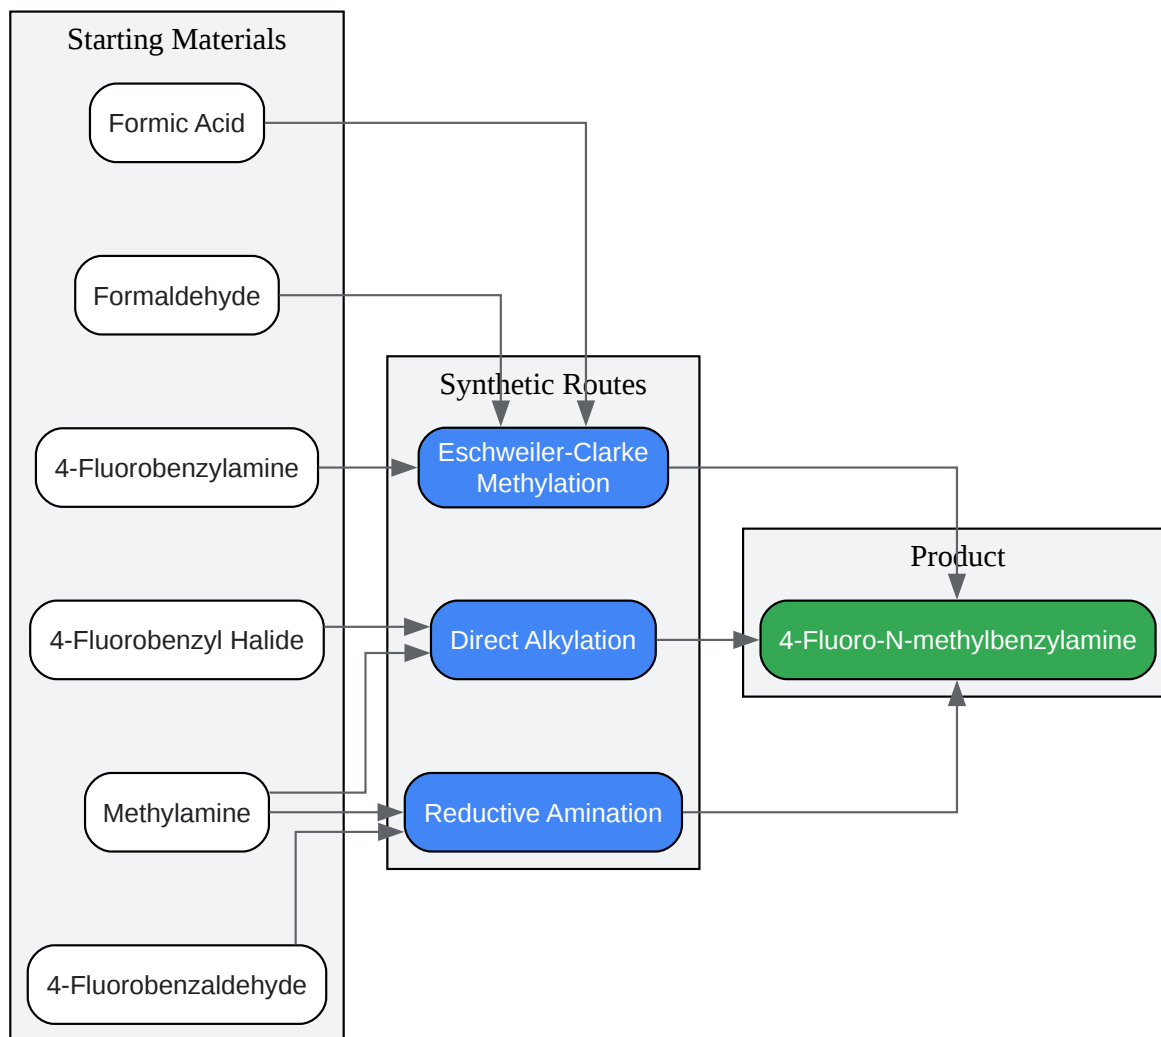 Starting Materials
Formic Acid
Formaldehyde
4-Fluorobenzylamine
4-Fluorobenzyl Halide
Methylamine
4-Fluorobenzaldehyde
Synthetic Routes
Eschweiler-Clarke
Methylation
Direct Alkylation
Reductive Amination
Product
4-Fluoro-N-methylbenzylamine